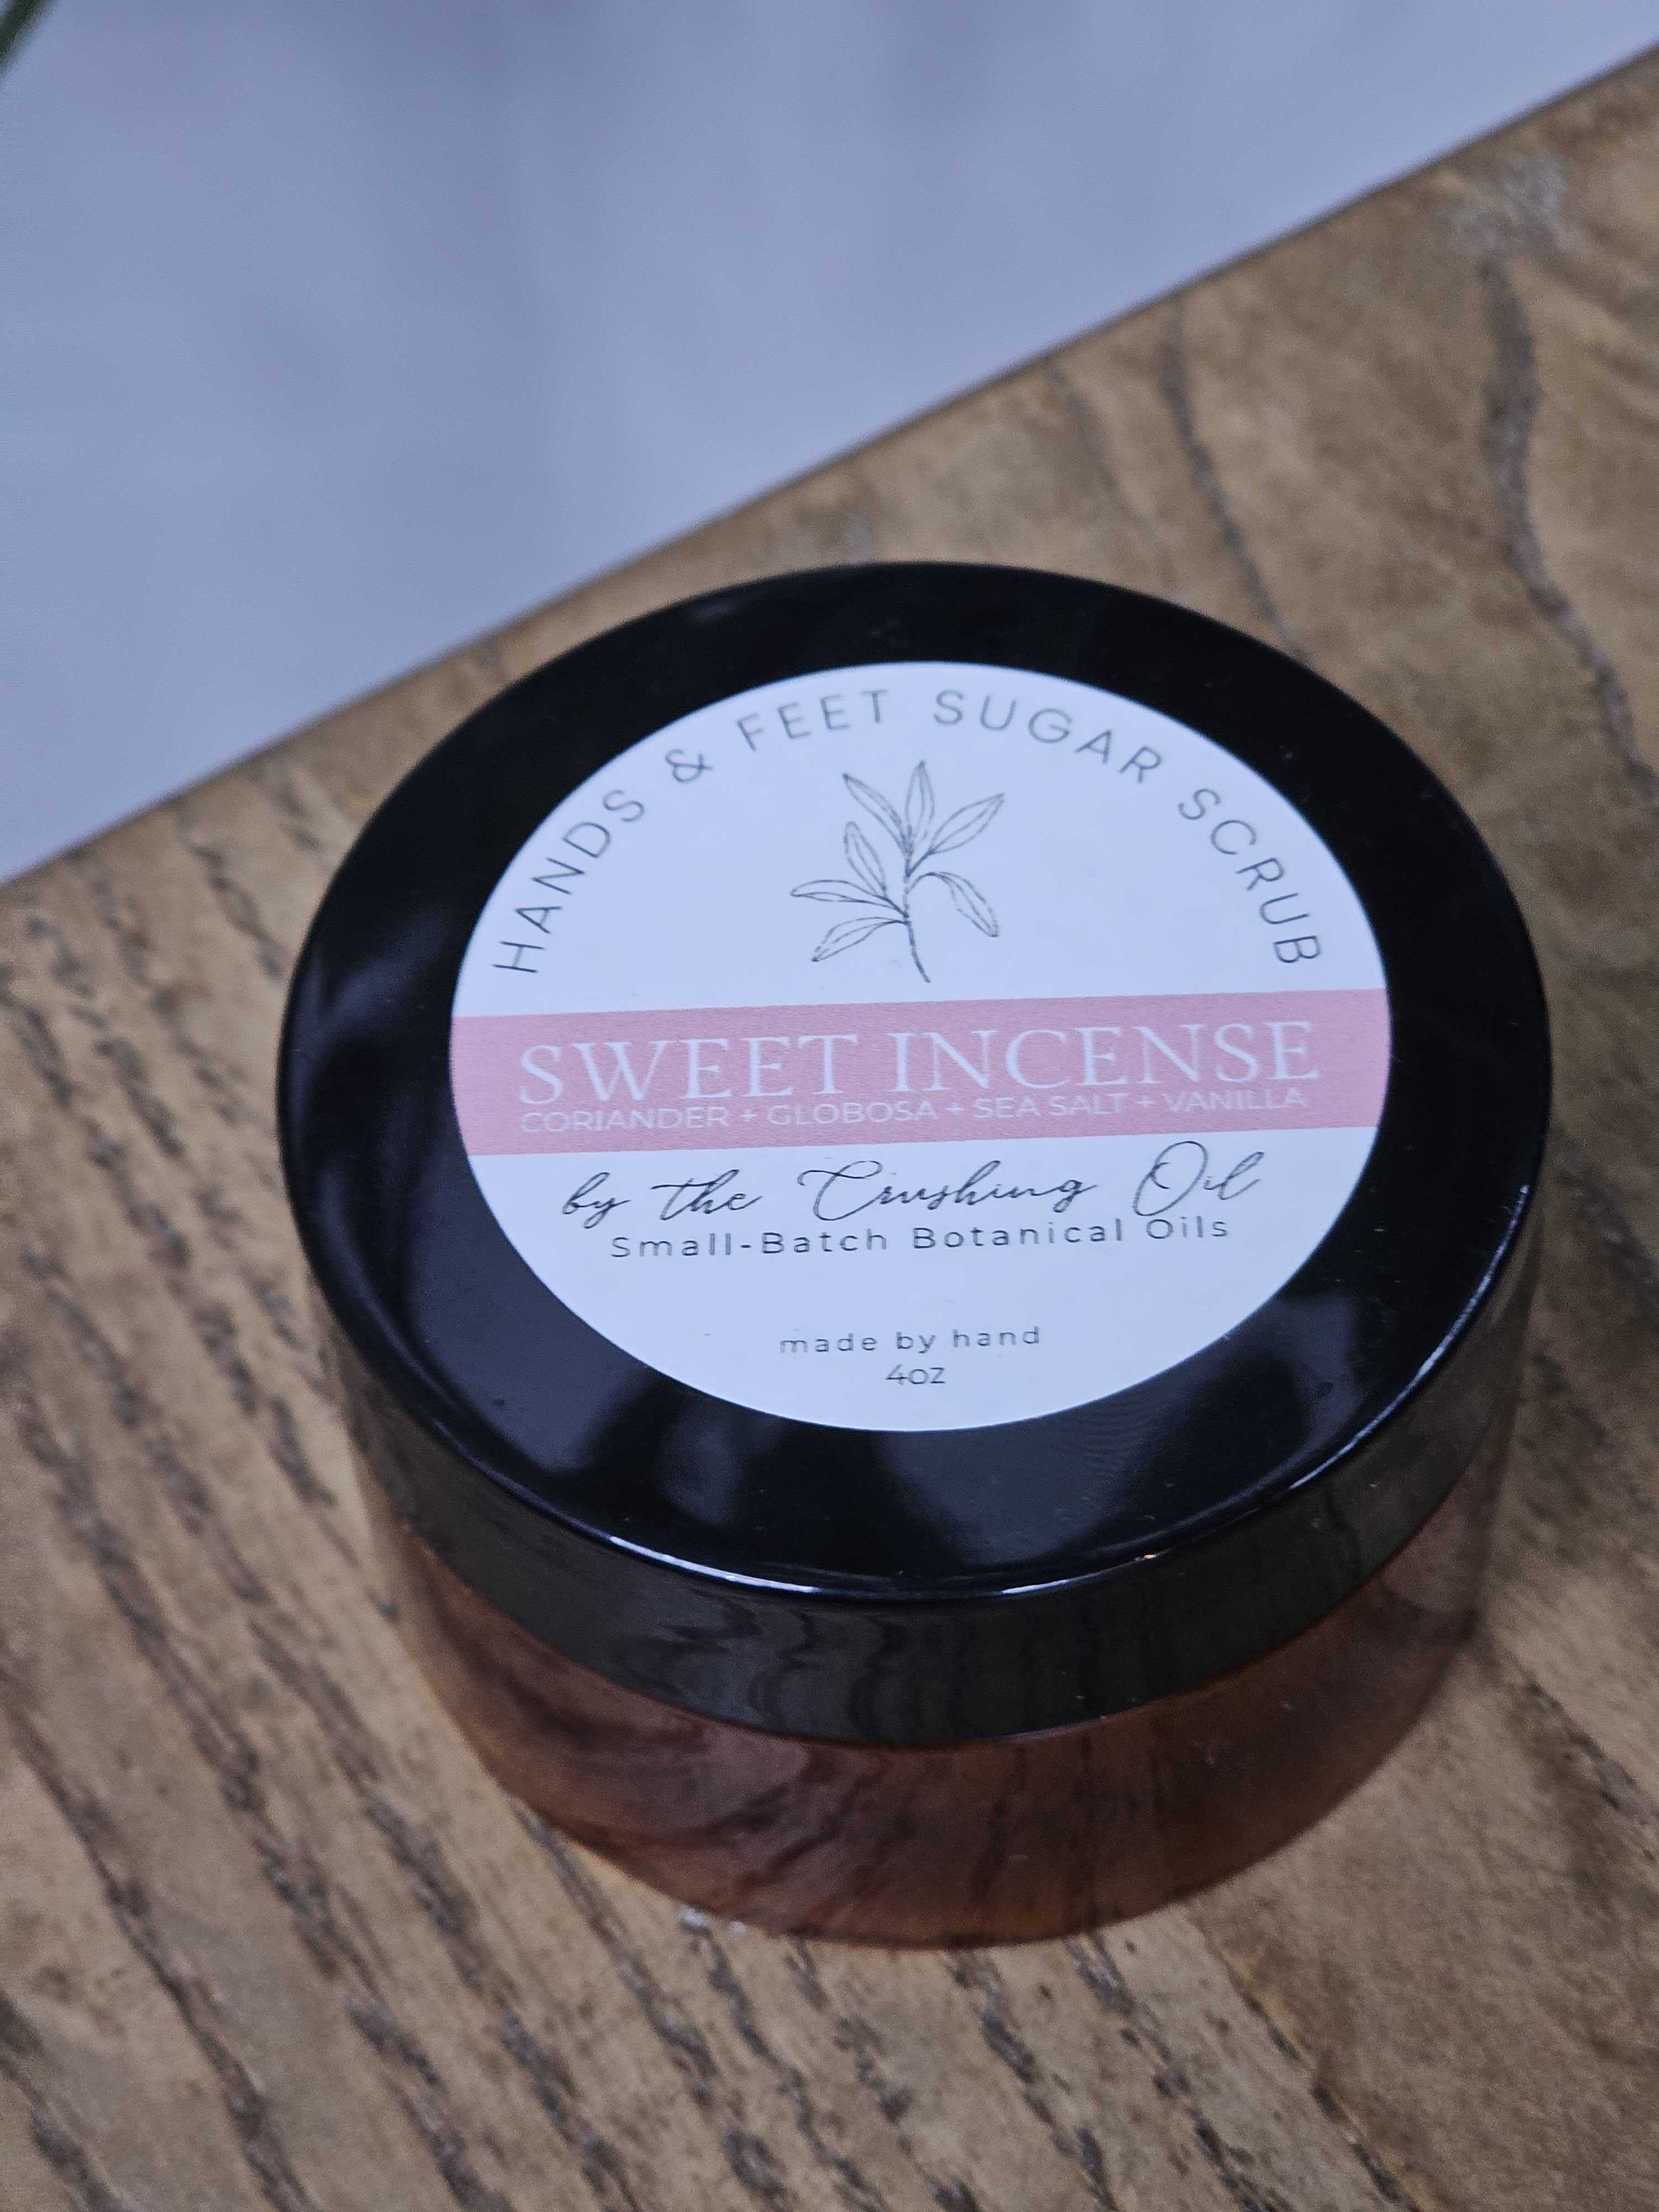 HANDS & FEET SUGAR SCRUB
SWEET INCENSE
CORIANDER + GLOBOSA + SEA SALT + VANILLA
by the Crushing Oil
Small-Batch Botanical Oils
made by hand
4oz